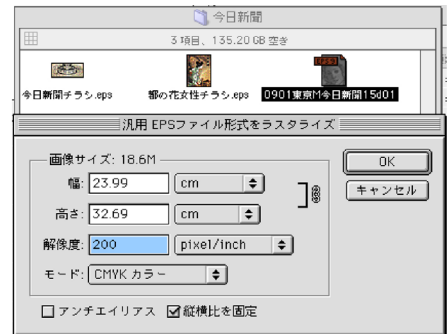 今日新聞
3項目、135.20 GB 空き
今日新聞チラシ.eps
都の花女性チラシ.eps
0901東京M今日新聞15d01
汎用 EPSファイル形式をラスタライズ
画像サイズ: 18.6M
幅: 23.99 cm
OK
高さ: 32.69 cm
キャンセル
解像度: 200 pixel/inch
モード: CMYK カラー
アンチエイリアス 縦横比を固定